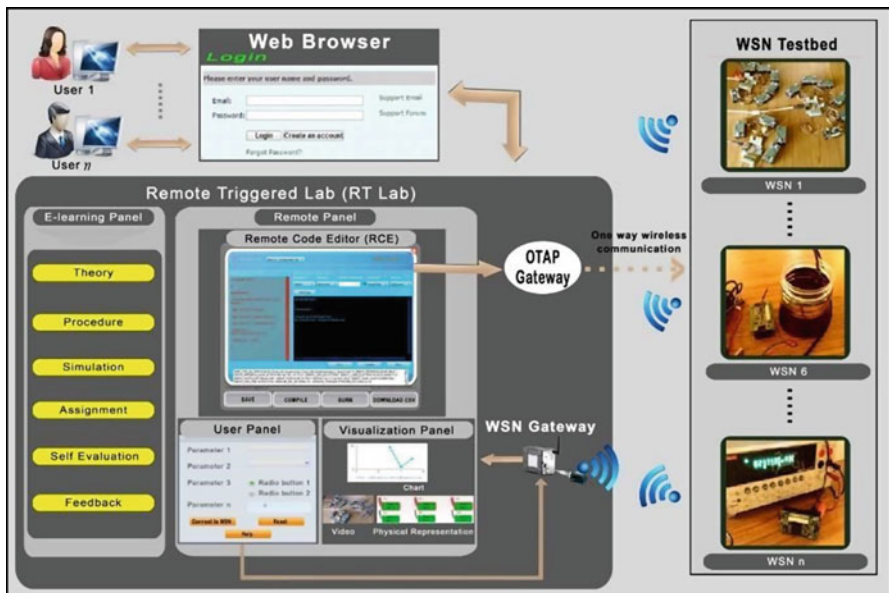 Web Browser
Login
Please enter your user name and password.
Email:
Support Email
Password:
Support Forum
Login
Create an account
Forgot Password?
User 1
User n
WSN Testbed
WSN 1
WSN 6
WSN n
Remote Triggered Lab (RT Lab)
E-learning Panel
Theory
Procedure
Simulation
Assignment
Self Evaluation
Feedback
Remote Panel
Remote Code Editor (RCE)
SAVE
COMPILE
BURN
DOWNLOAD CSV
OTAP
Gateway
One way wireless
communication
User Panel
Parameter 1
Parameter 2
Parameter 3
Radio button 1
Radio button 2
Parameter n
Connect to WSN
Reset
Help
Visualization Panel
Chart
Video
Physical Representation
WSN Gateway